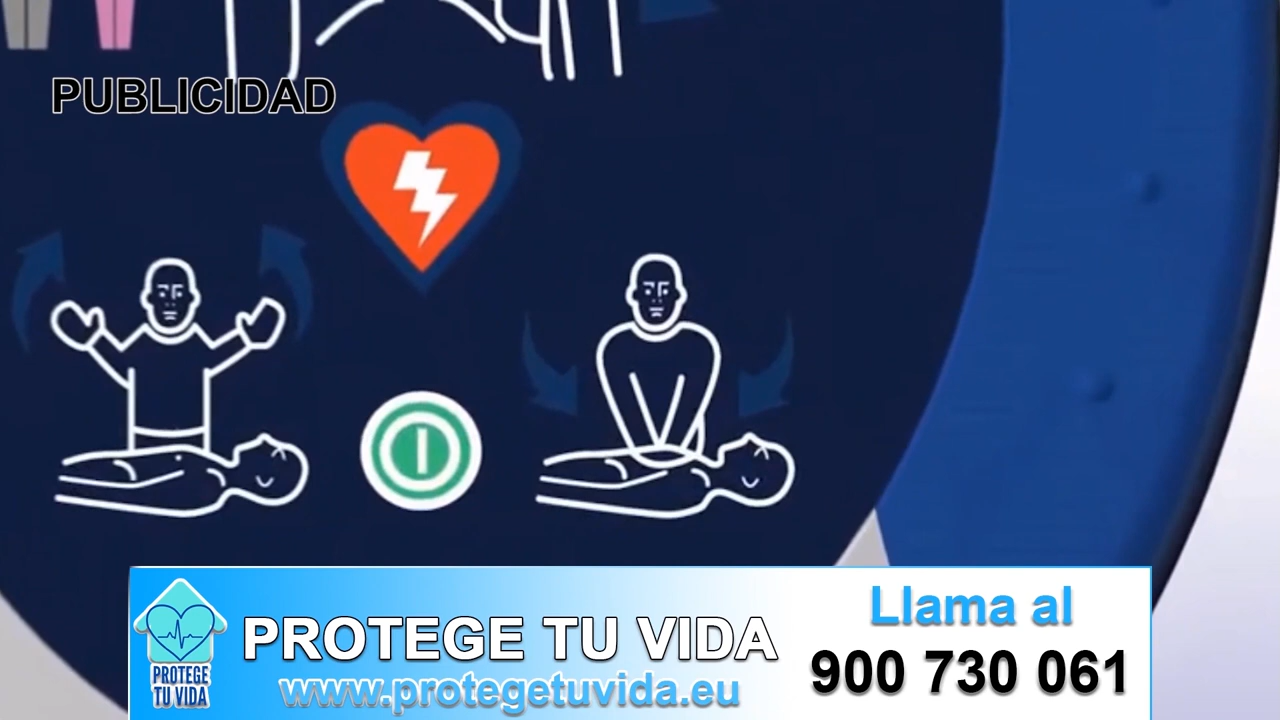 PUBLICIDAD
PROTEGE TU VIDA
www.protegetuvida.eu
Llama al
900 730 061
PROTEGE
TU VIDA